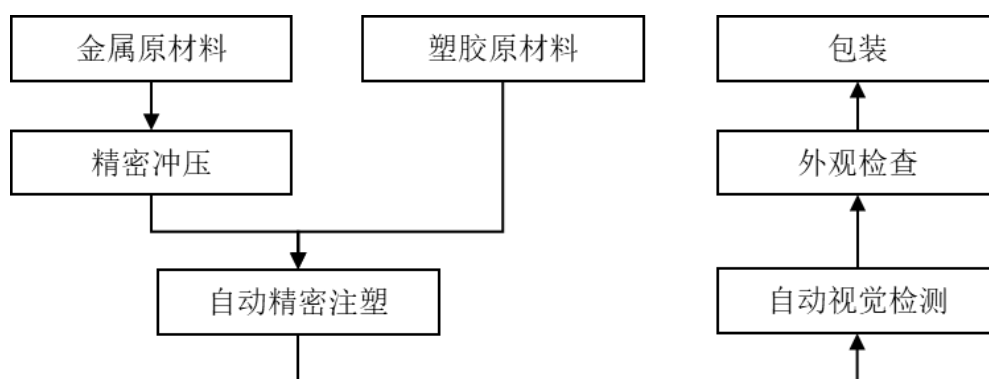 金属原材料
塑胶原材料
包装
精密冲压
外观检查
自动精密注塑
自动视觉检测